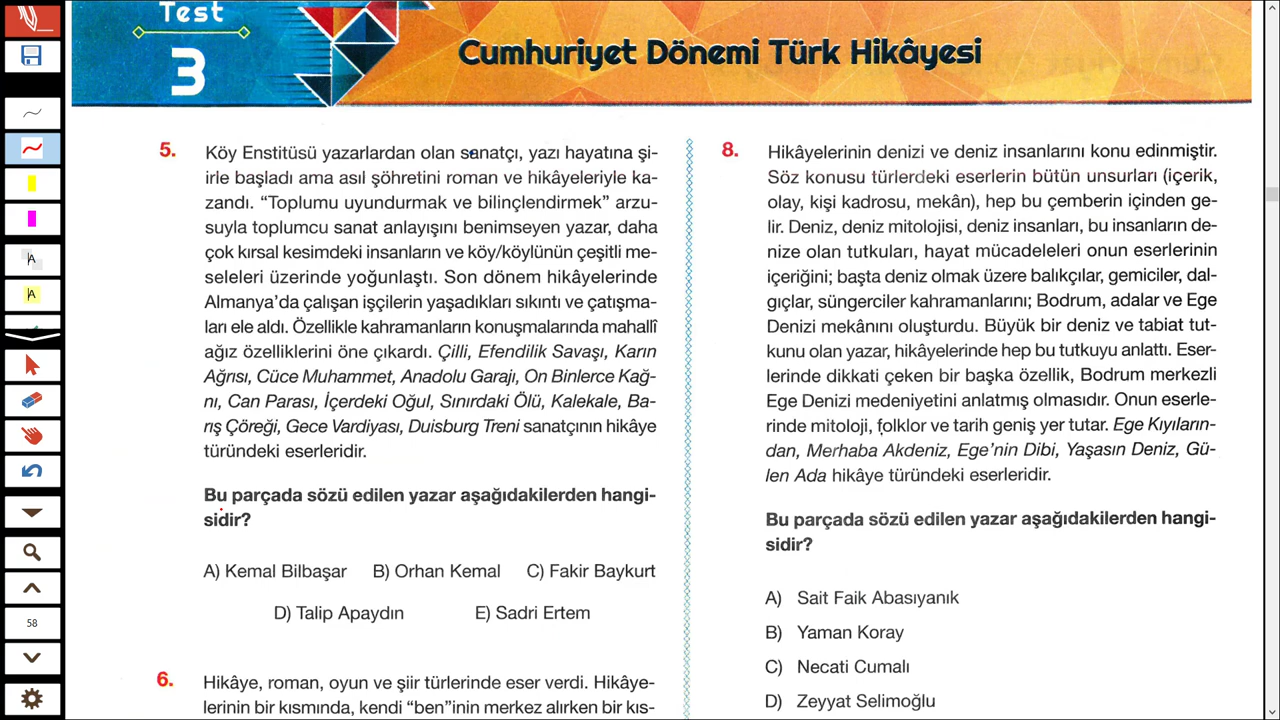 Test
3
Cumhuriyet Dönemi Türk Hikâyesi
5. Köy Enstitüsü yazarlardan olan sanatçı, yazı hayatına şi-
irle başladı ama asıl şöhretini roman ve hikâyeleriyle ka-
zandı. “Toplumu uyundurmak ve bilinçlendirmek” arzu-
suyla toplumcu sanat anlayışını benimseyen yazar, daha
çok kırsal kesimdeki insanların ve köy/köylünün çeşitli me-
seleleri üzerinde yoğunlaştı. Son dönem hikâyelerinde
Almanya’da çalışan işçilerin yaşadıkları sıkıntı ve çatışma-
ları ele aldı. Özellikle kahramanların konuşmalarında mahallî
ağız özelliklerini öne çıkardı. Çilli, Efendilik Savaşı, Karın
Ağrısı, Cüce Muhammet, Anadolu Garajı, On Binlerce Kağ-
nı, Can Parası, İçerdeki Oğul, Sınırdaki Ölü, Kalekale, Ba-
rış Çöreği, Gece Vardiyası, Duisburg Treni sanatçının hikâye
türündeki eserleridir.
Bu parçada sözü edilen yazar aşağıdakilerden hangi-
sidir?
A) Kemal Bilbaşar B) Orhan Kemal C) Fakir Baykurt
D) Talip Apaydın E) Sadri Ertem
6. Hikâye, roman, oyun ve şiir türlerinde eser verdi. Hikâye-
lerinin bir kısmında, kendi “ben”inin merkez alırken bir kıs-
8. Hikâyelerinin denizi ve deniz insanlarını konu edinmiştir.
Söz konusu türlerdeki eserlerin bütün unsurları (içerik,
olay, kişi kadrosu, mekân), hep bu çemberin içinden ge-
lir. Deniz, deniz mitolojisi, deniz insanları, bu insanların de-
nize olan tutkuları, hayat mücadeleleri onun eserlerinin
içeriğini; başta deniz olmak üzere balıkçılar, gemiciler, dal-
gıçlar, süngerciler kahramanlarını; Bodrum, adalar ve Ege
Denizi mekânını oluşturdu. Büyük bir deniz ve tabiat tut-
kunu olan yazar, hikâyelerinde hep bu tutkuyu anlattı. Eser-
lerinde dikkati çeken bir başka özellik, Bodrum merkezli
Ege Denizi medeniyetini anlatmış olmasıdır. Onun eserle-
rinde mitoloji, folklor ve tarih geniş yer tutar. Ege Kıyıların-
dan, Merhaba Akdeniz, Ege’nin Dibi, Yaşasın Deniz, Gü-
len Ada hikâye türündeki eserleridir.
Bu parçada sözü edilen yazar aşağıdakilerden hangi-
sidir?
A) Sait Faik Abasıyanık
B) Yaman Koray
C) Necati Cumalı
D) Zeyyat Selimoğlu
58